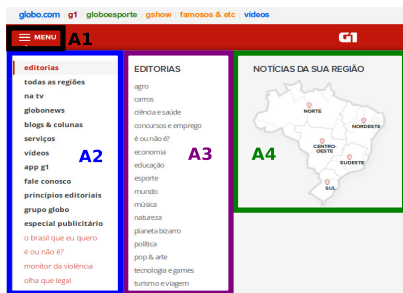 globo.com g1 globoesporte gshow famosos & etc vídeos
MENU A1 G1
editorias
todas as regiões
na tv
globonews
blogs & colunas
serviços
vídeos
app g1
fale conosco
princípios editoriais
grupo globo
especial publicitário
o brasil que eu quero
é ou não é?
monitor da violência
olha que legal
A2
EDITORIAS
agro
carros
ciência e saúde
concursos e emprego
é ou não é?
economia
educação
esporte
mundo
música
natureza
planeta bizarro
política
pop & arte
tecnologia e games
turismo e viagem
A3
NOTÍCIAS DA SUA REGIÃO
NORTE
NORDESTE
CENTRO-
OESTE
SUDESTE
SUL
A4